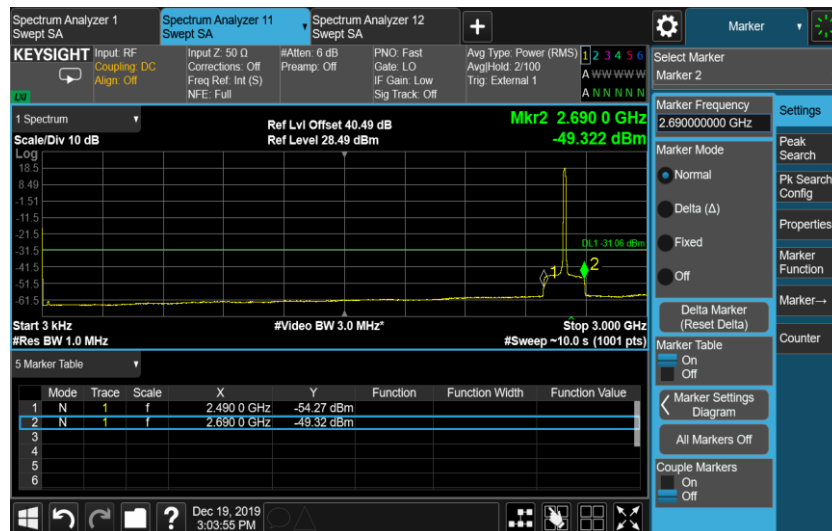 Spectrum Analyzer 1
Swept SA
Spectrum Analyzer 11
Swept SA
Spectrum Analyzer 12
Swept SA
+
Marker
KEYSIGHT
Input: RF
Coupling: DC
Align: Off
Input Z: 50 Ω
Corrections: Off
Freq Ref: Int (S)
NFE: Full
#Atten: 6 dB
Preamp: Off
PNO: Fast
Gate: LO
IF Gain: Low
Sig Track: Off
Avg Type: Power (RMS)
Avg|Hold: 2/100
Trig: External 1
1 2 3 4 5 6
A W W W W W
A N N N N N
LXI
Select Marker
Marker 2
1 Spectrum
Scale/Div 10 dB
Log
Ref Lvl Offset 40.49 dB
Ref Level 28.49 dBm
Mkr2 2.690 0 GHz
-49.322 dBm
18.5
8.49
-1.51
-11.5
-21.5
-31.5
-41.5
-51.5
-61.5
DL1 -31.06 dBm
1
2
Start 3 kHz
#Res BW 1.0 MHz
#Video BW 3.0 MHz*
Stop 3.000 GHz
#Sweep ~10.0 s (1001 pts)
5 Marker Table
Mode Trace Scale X Y Function Function Width Function Value
1 N 1 f 2.490 0 GHz -54.27 dBm
2 N 1 f 2.690 0 GHz -49.32 dBm
3
4
5
6
Marker Frequency
2.690000000 GHz
Marker Mode
Normal
Delta (Δ)
Fixed
Off
Delta Marker
(Reset Delta)
Marker Table
On
Off
Marker Settings
Diagram
All Markers Off
Couple Markers
On
Off
Settings
Peak
Search
Pk Search
Config
Properties
Marker
Function
Marker→
Counter
?
Dec 19, 2019
3:03:55 PM